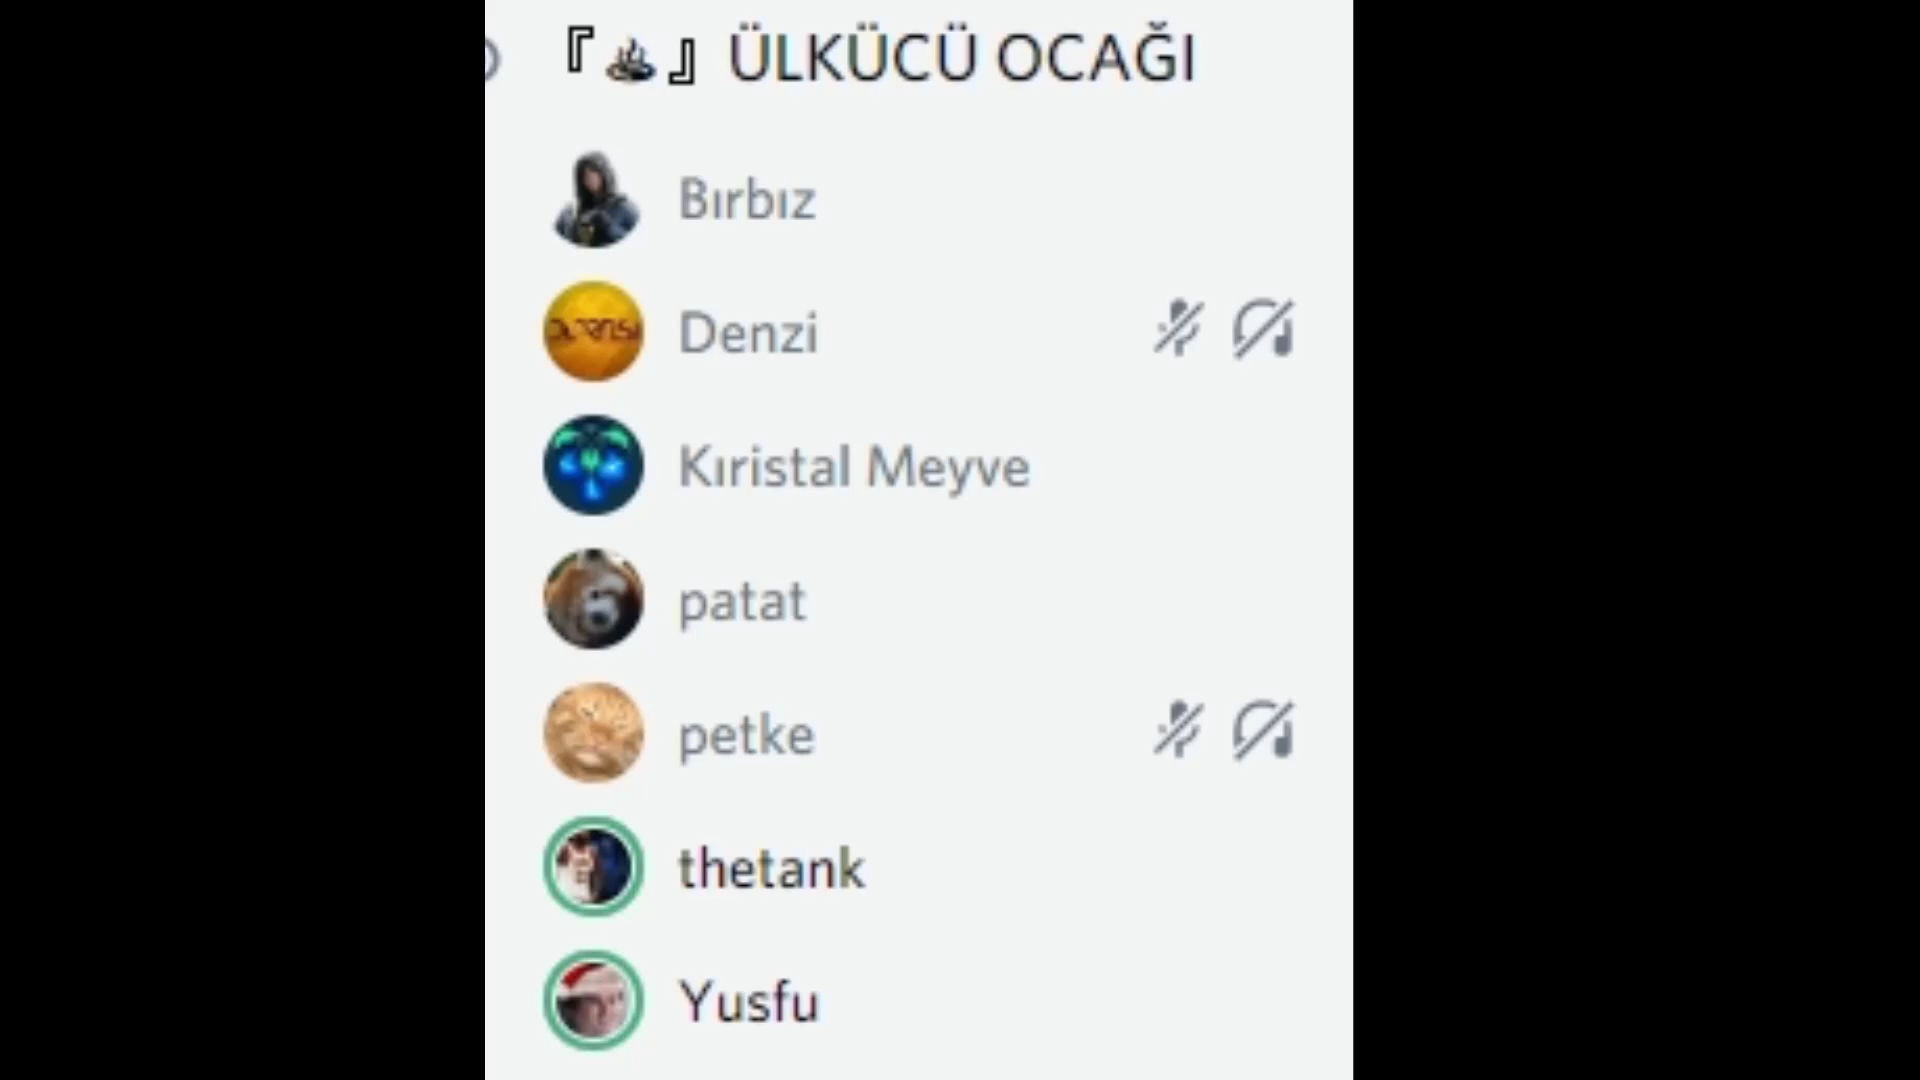 『♨』 ÜLKÜCÜ OCAĞI
Bırbız
Denzi
Kıristal Meyve
patat
petke
thetank
Yusfu